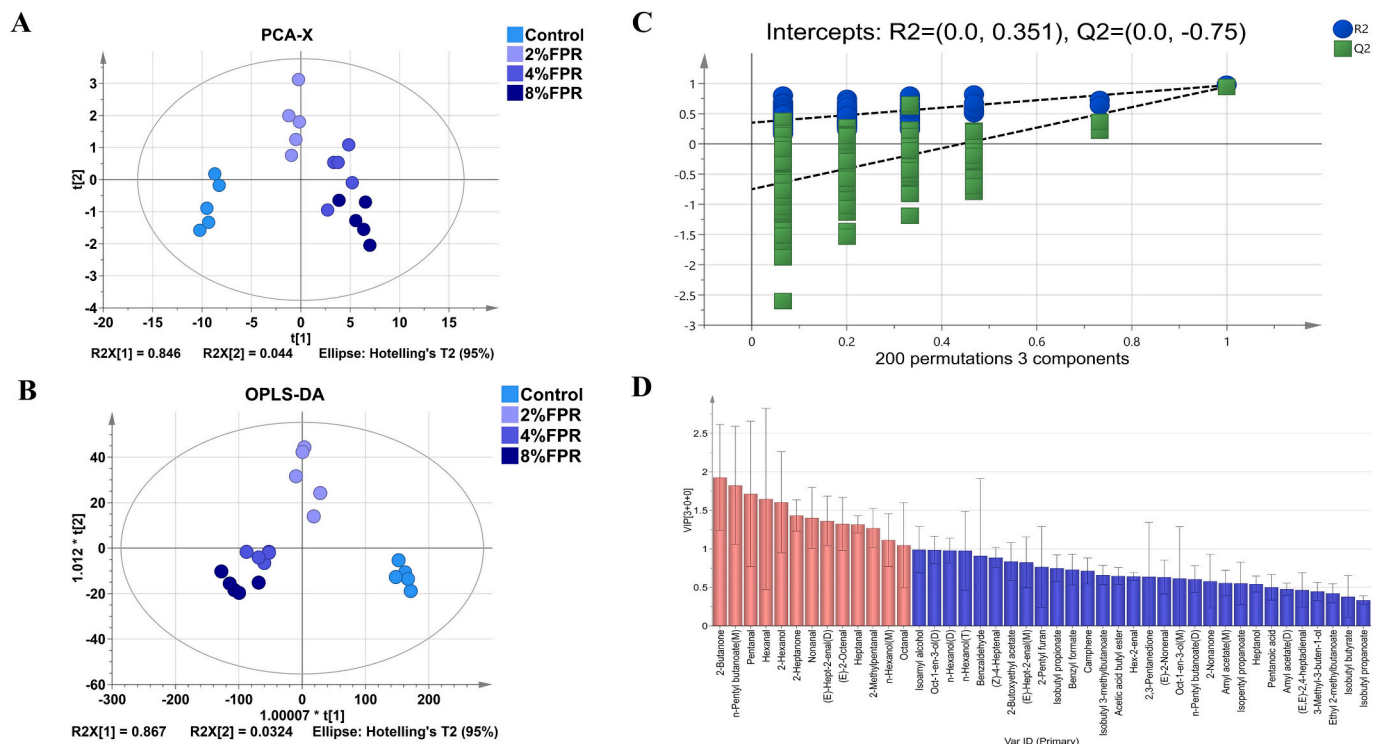 A
PCA-X
Control
2%FPR
4%FPR
8%FPR
3
2
1
0
-1
-2
-3
-4
t[2]
-20
-15
-10
-5
0
5
10
15
t[1]
R2X[1] = 0.846 R2X[2] = 0.044 Ellipse: Hotelling's T2 (95%)
B
OPLS-DA
Control
2%FPR
4%FPR
8%FPR
40
20
0
-20
-40
-60
1.012 * t[2]
-300
-200
-100
0
100
200
1.00007 * t[1]
R2X[1] = 0.867 R2X[2] = 0.0324 Ellipse: Hotelling's T2 (95%)
C
Intercepts: R2=(0.0, 0.351), Q2=(0.0, -0.75)
R2
Q2
1
0.5
0
-0.5
-1
-1.5
-2
-2.5
-3
0
0.2
0.4
0.6
0.8
1
200 permutations 3 components
D
VIP[3+0+0]
2.5
2
1.5
1
0.5
0
2-Butanone
n-Pentyl butanoate(M)
Pentanal
Hexanal
2-Hexanol
2-Heptanone
Nonanal
(E)-Hept-2-enal(D)
(E)-2-Octenal
Heptanal
2-Methylpentanal
n-Hexanol(M)
Octanal
Isoamyl alcohol
Oct-1-en-3-ol(D)
n-Hexanol(D)
n-Hexanol(T)
Benzaldehyde
(Z)-4-Heptenal
2-Butoxyethyl acetate
(E)-Hept-2-enal(M)
2-Pentyl furan
Isobutyl propionate
Benzyl formate
Camphene
Isobutyl 3-methylbutanoate
Acetic acid butyl ester
Hex-2-enal
2,3-Pentanedione
(E)-2-Nonenal
Oct-1-en-3-ol(M)
n-Pentyl butanoate(D)
2-Nonanone
Amyl acetate(M)
Isopentyl propanoate
Heptanol
Pentanoic acid
Amyl acetate(D)
(E,E)-2,4-heptadienal
3-Methyl-3-buten-1-ol
Ethyl 2-methylbutanoate
Isobutyl butyrate
Isobutyl propanoate
Var ID (Primary)